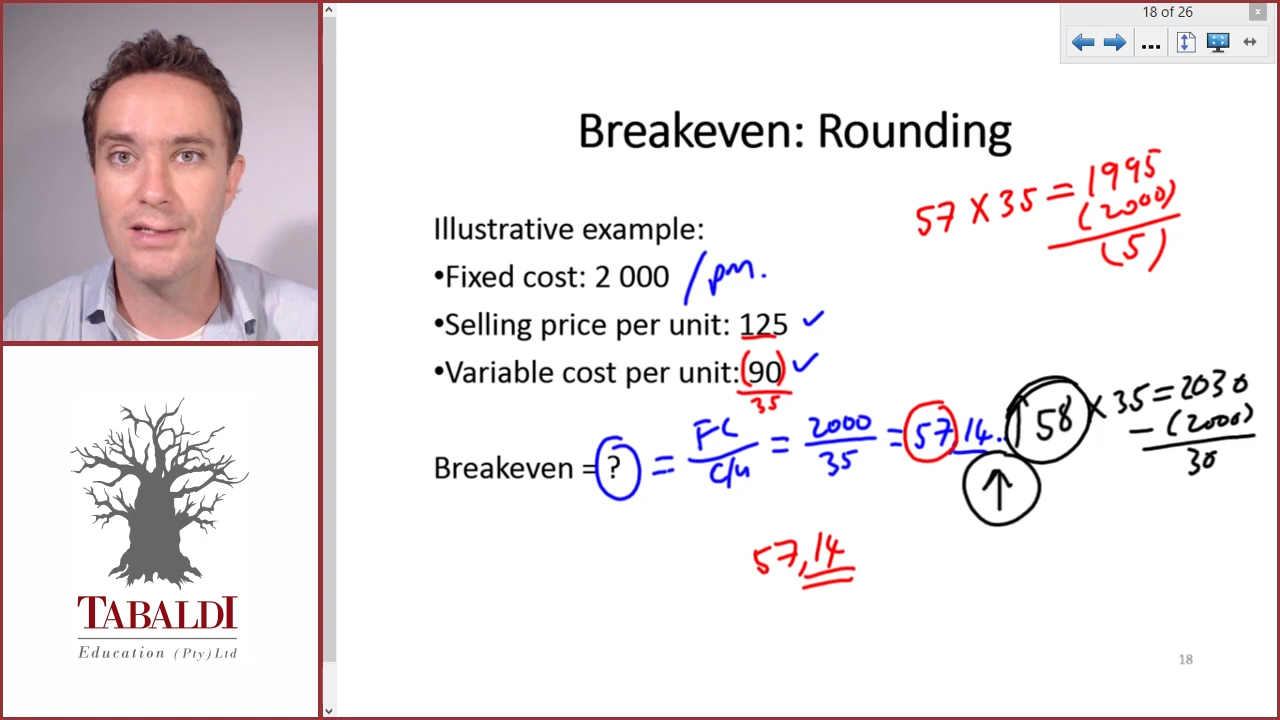 18 of 26
Breakeven: Rounding
57 X 35 = 1995
(2000)
(5)
Illustrative example:
•Fixed cost: 2 000 /pm.
•Selling price per unit: 125 ✓
•Variable cost per unit: (90) ✓
35
Breakeven = ? = FC / C/u = 2000 / 35 = 57,14. 58 x 35 = 2030
- (2000)
30
↑
57,14
TABALDI
Education (Pty) Ltd
18